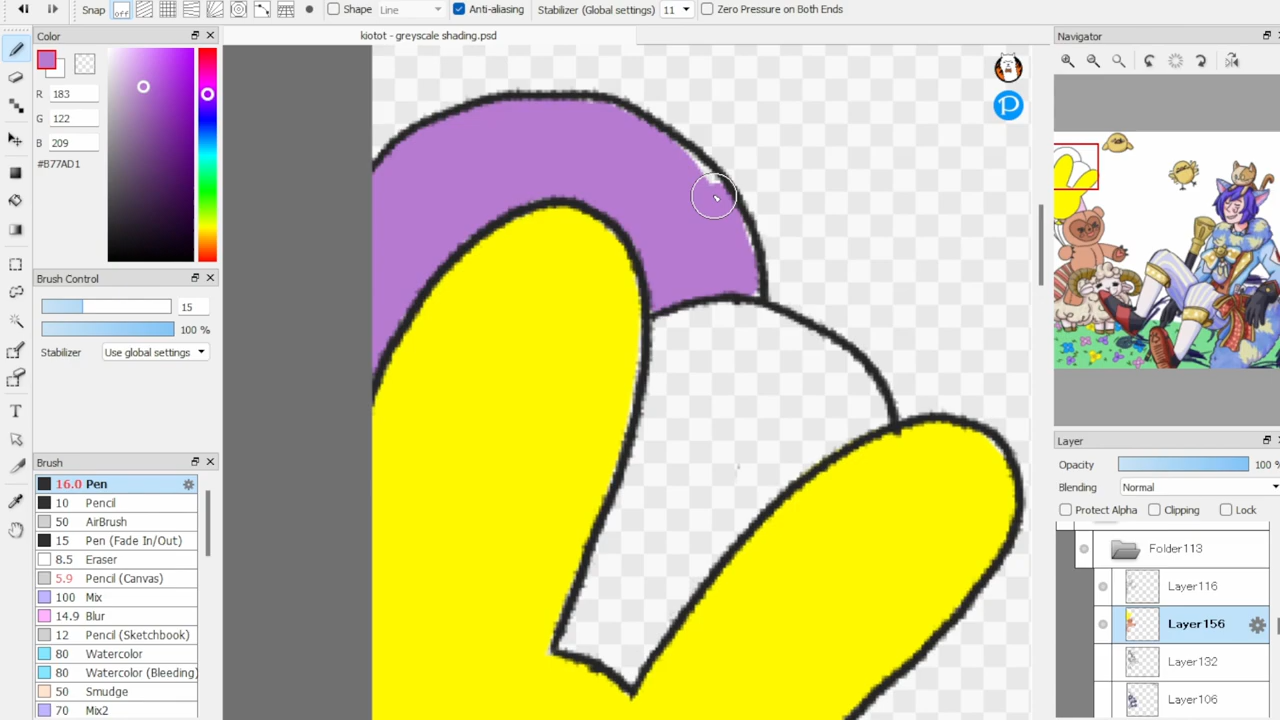 Snap off Shape Line Anti-aliasing Stabilizer (Global settings) 11 Zero Pressure on Both Ends
Color
kiotot - greyscale shading.psd
Navigator
R 183
G 122
B 209
#B77AD1
Brush Control
15
100 %
Stabilizer Use global settings
Brush
16.0 Pen
10 Pencil
50 AirBrush
15 Pen (Fade In/Out)
8.5 Eraser
5.9 Pencil (Canvas)
100 Mix
14.9 Blur
12 Pencil (Sketchbook)
80 Watercolor
80 Watercolor (Bleeding)
50 Smudge
70 Mix2
T
P
Layer
Opacity 100 %
Blending Normal
Protect Alpha Clipping Lock
Folder113
Layer116
Layer156
Layer132
Layer106